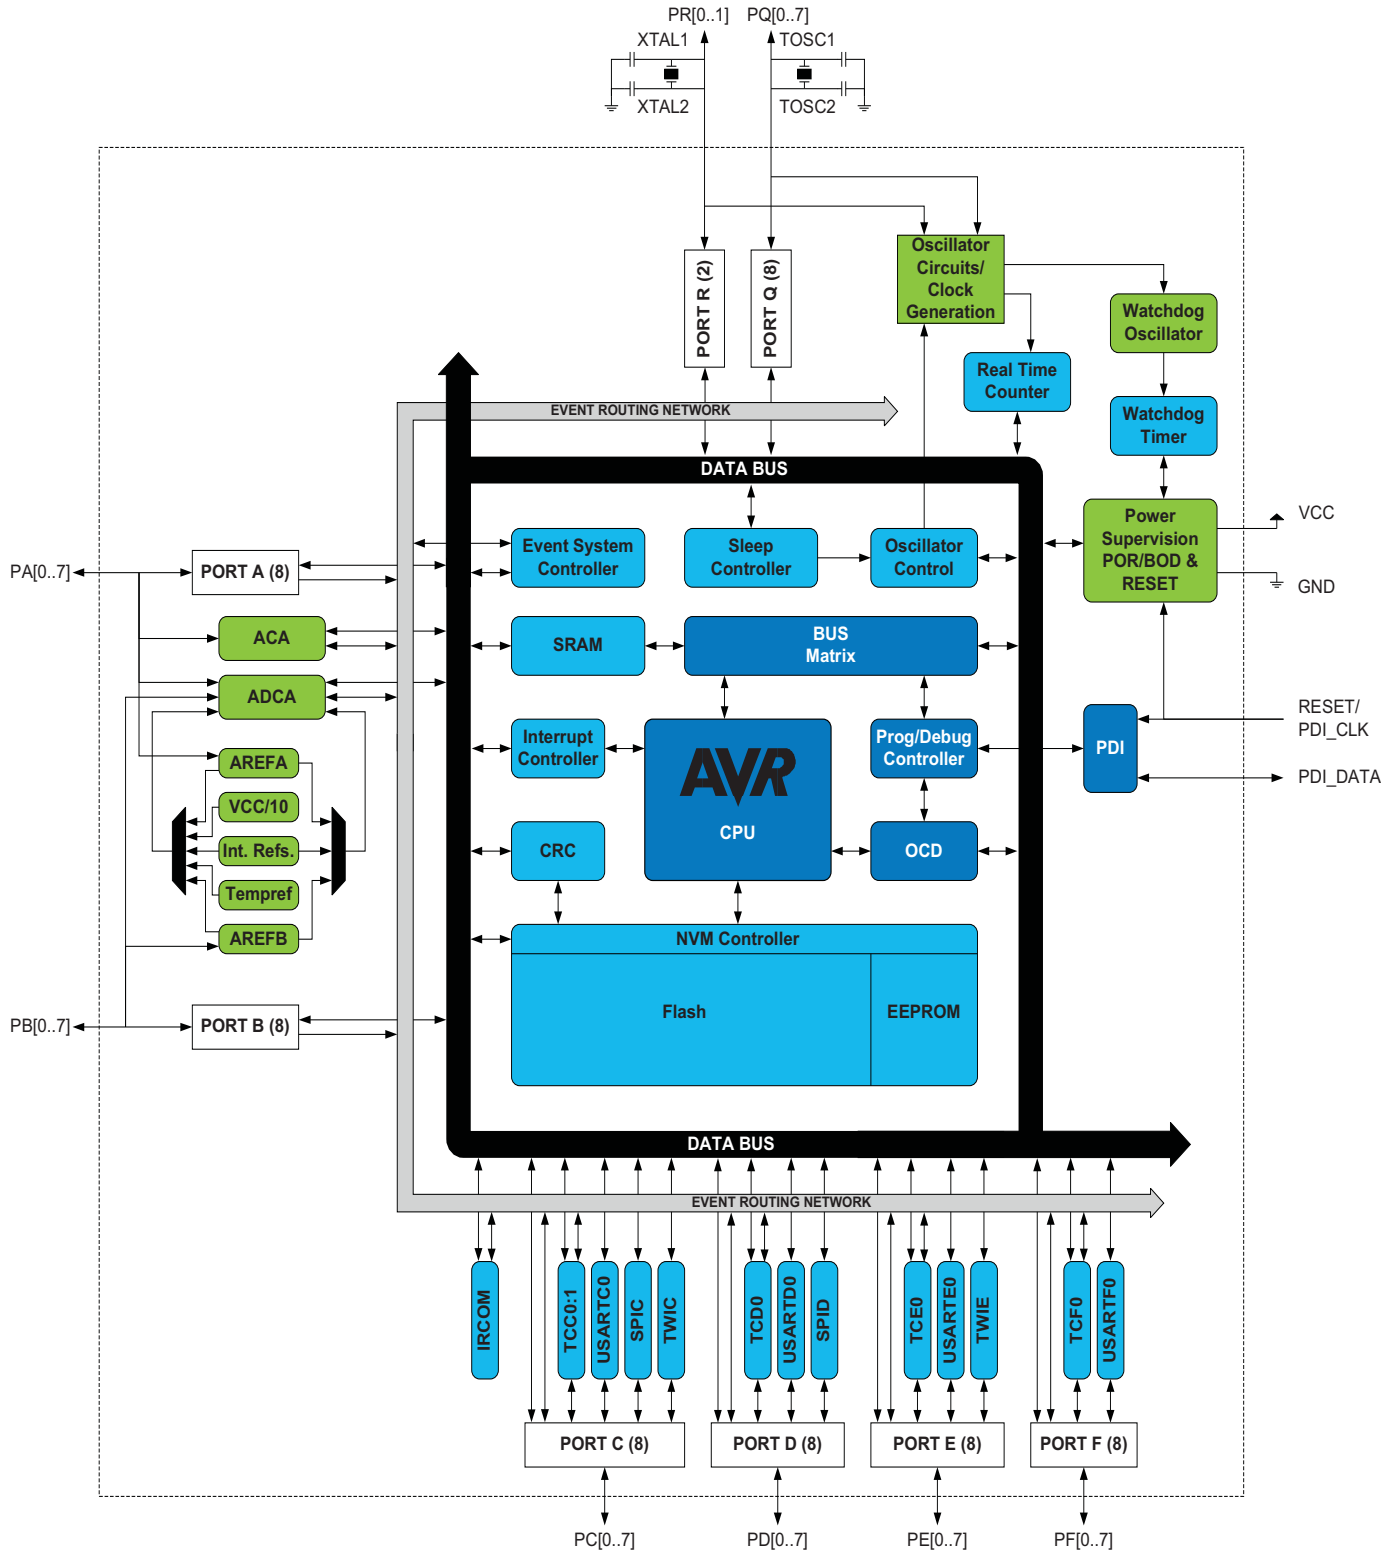 PR[0..1] PQ[0..7]
XTAL1 TOSC1
XTAL2 TOSC2
PORT R (2)
PORT Q (8)
Oscillator
Circuits/
Clock
Generation
Watchdog
Oscillator
Real Time
Counter
Watchdog
Timer
EVENT ROUTING NETWORK
DATA BUS
Power
Supervision
POR/BOD &
RESET
VCC
GND
Event System
Controller
Sleep
Controller
Oscillator
Control
PA[0..7]
PORT A (8)
ACA
SRAM
BUS
Matrix
ADCA
RESET/
PDI_CLK
PDI
PDI_DATA
Interrupt
Controller
AVR
CPU
Prog/Debug
Controller
AREFA
VCC/10
Int. Refs.
Tempref
AREFB
CRC
OCD
NVM Controller
Flash
EEPROM
PB[0..7]
PORT B (8)
DATA BUS
EVENT ROUTING NETWORK
IRCOM
TCC0:1
USARTC0
SPIC
TWIC
TCD0
USARTD0
SPID
TCE0
USARTE0
TWIE
TCF0
USARTF0
PORT C (8)
PORT D (8)
PORT E (8)
PORT F (8)
PC[0..7]
PD[0..7]
PE[0..7]
PF[0..7]